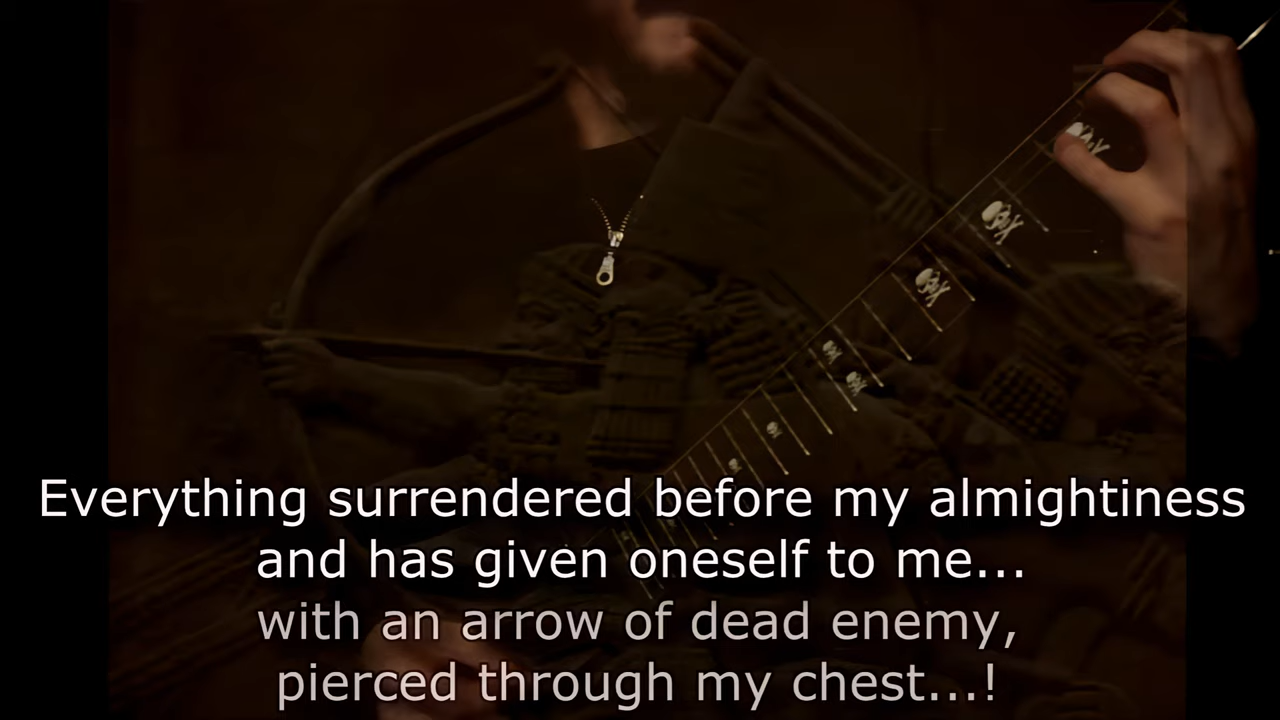 Everything surrendered before my almightiness
and has given oneself to me...
with an arrow of dead enemy,
pierced through my chest...!